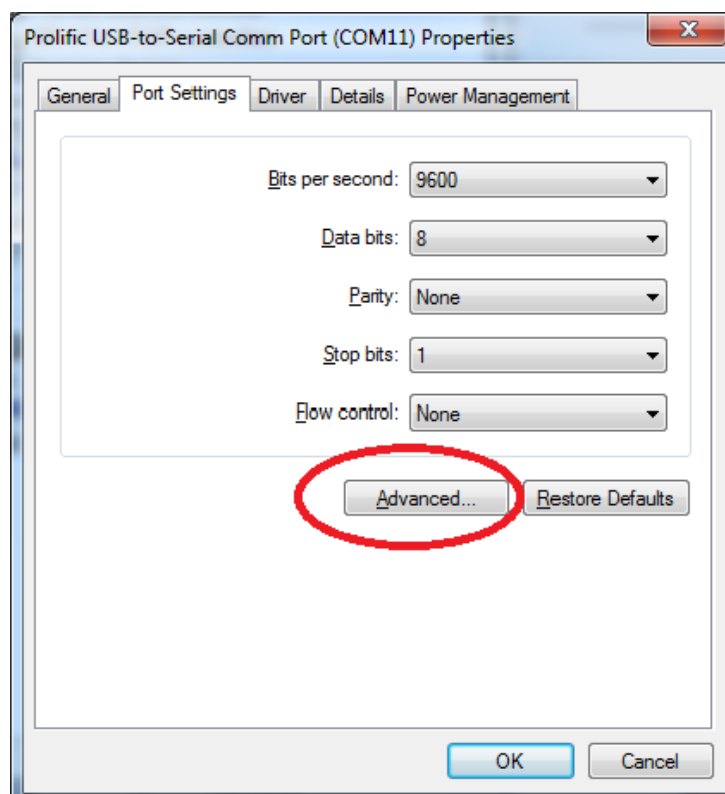 Prolific USB-to-Serial Comm Port (COM11) Properties
General Port Settings Driver Details Power Management
Bits per second: 9600
Data bits: 8
Parity: None
Stop bits: 1
Flow control: None
Advanced... Restore Defaults
OK Cancel